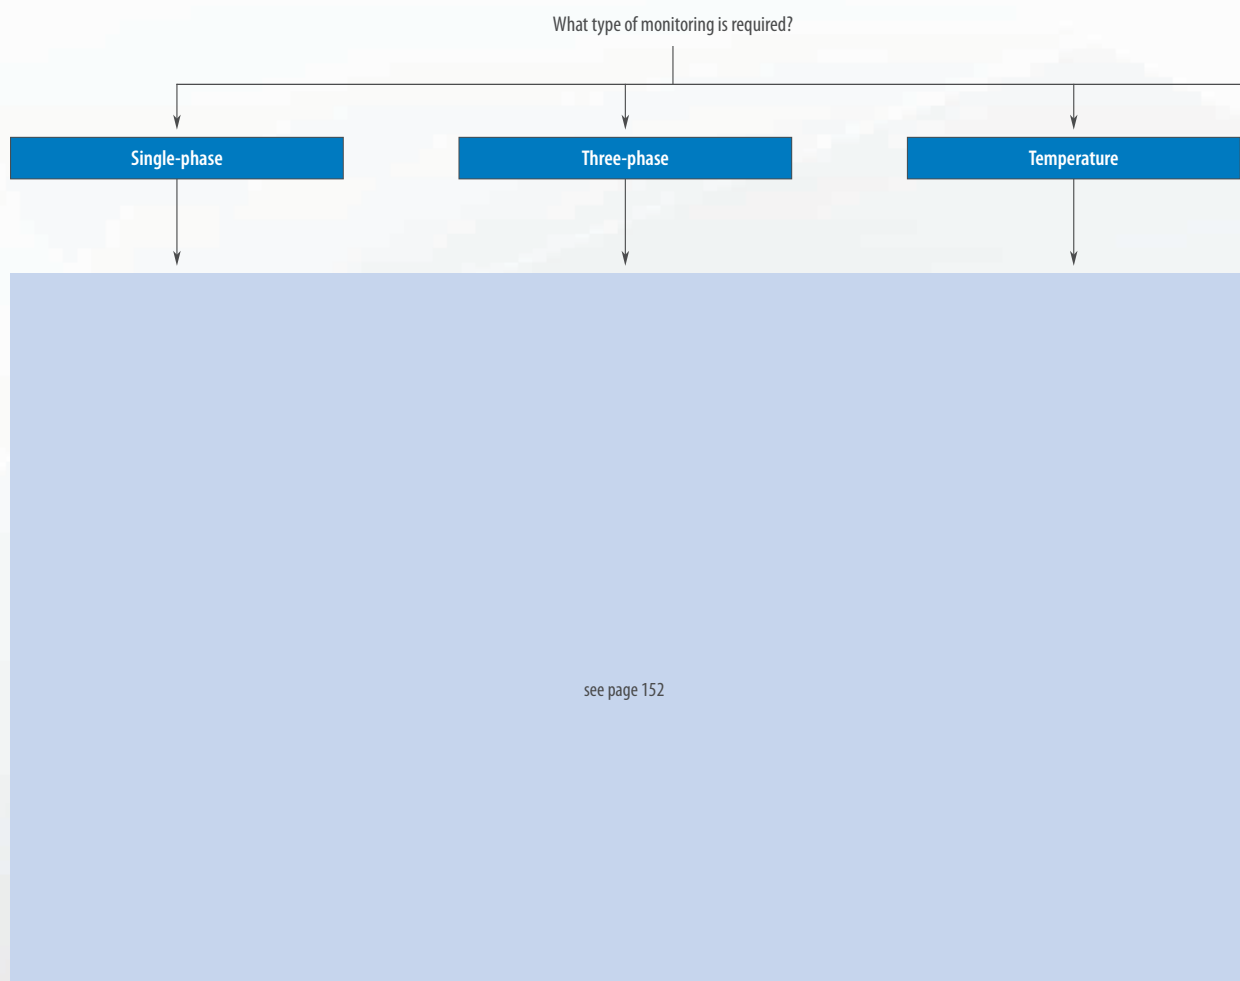 What type of monitoring is required?
Single-phase
Three-phase
Temperature
see page 152